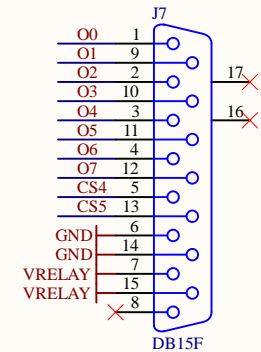 J7
O0 1
O1 9
17
O2 2
O3 10
16
O4 3
O5 11
O6 4
O7 12
CS4 5
CS5 13
GND 6
GND 14
VRELAY 7
VRELAY 15
8
DB15F